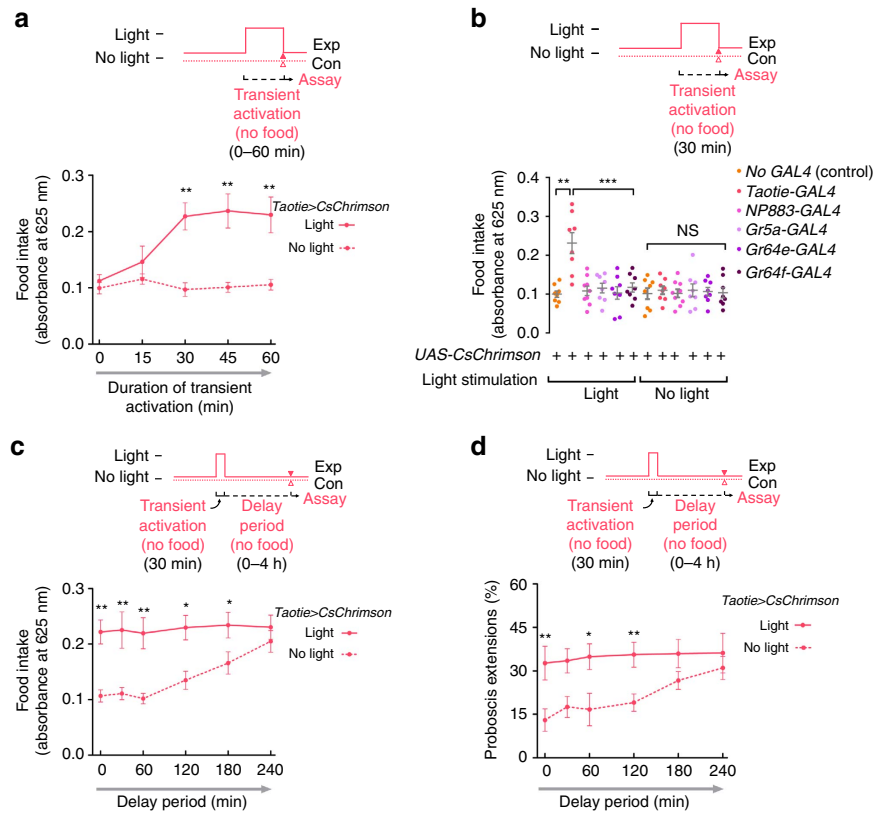 a
Light –
No light –
Exp
Con
Assay
Transient
activation
(no food)
(0–60 min)
0.3
0.2
0.1
0.0
Food intake
(absorbance at 625 nm)
** ** **
Taotie>CsChrimson
Light
No light
0 15 30 45 60
Duration of transient
activation (min)
b
Light –
No light –
Exp
Con
Assay
Transient
activation
(no food)
(30 min)
0.4
0.3
0.2
0.1
0.0
Food intake
(absorbance at 625 nm)
** ***
NS
No GAL4 (control)
Taotie-GAL4
NP883-GAL4
Gr5a-GAL4
Gr64e-GAL4
Gr64f-GAL4
UAS-CsChrimson + + + + + + + + + + + +
Light stimulation
Light No light
c
Light –
No light –
Exp
Con
Assay
Transient
activation
(no food)
(30 min)
Delay
period
(no food)
(0–4 h)
0.3
0.2
0.1
0.0
Food intake
(absorbance at 625 nm)
** ** ** * *
Taotie>CsChrimson
Light
No light
0 60 120 180 240
Delay period (min)
d
Light –
No light –
Exp
Con
Assay
Transient
activation
(no food)
(30 min)
Delay
period
(no food)
(0–4 h)
60
45
30
15
0
Proboscis extensions (%)
** * **
Taotie>CsChrimson
Light
No light
0 60 120 180 240
Delay period (min)